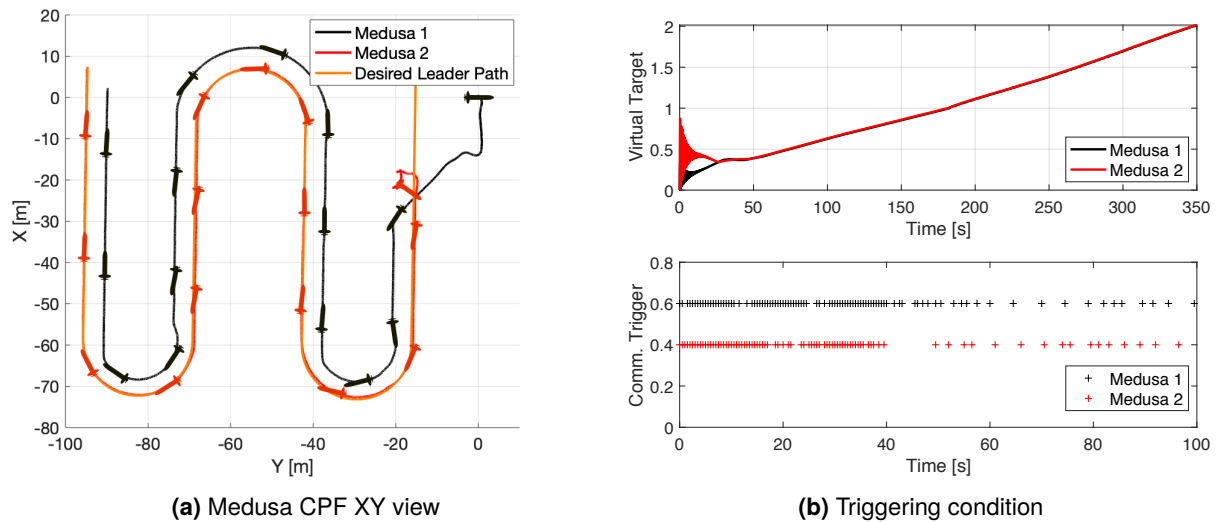 20
10
0
-10
-20
-30
-40
-50
-60
-70
-80
X [m]
-100 -80 -60 -40 -20 0
Y [m]
Medusa 1
Medusa 2
Desired Leader Path
(a) Medusa CPF XY view
2
1.5
1
0.5
0
Virtual Target
0 50 100 150 200 250 300 350
Time [s]
Medusa 1
Medusa 2
0.8
0.6
0.4
0.2
0
Comm. Trigger
0 20 40 60 80 100
Time [s]
Medusa 1
Medusa 2
(b) Triggering condition